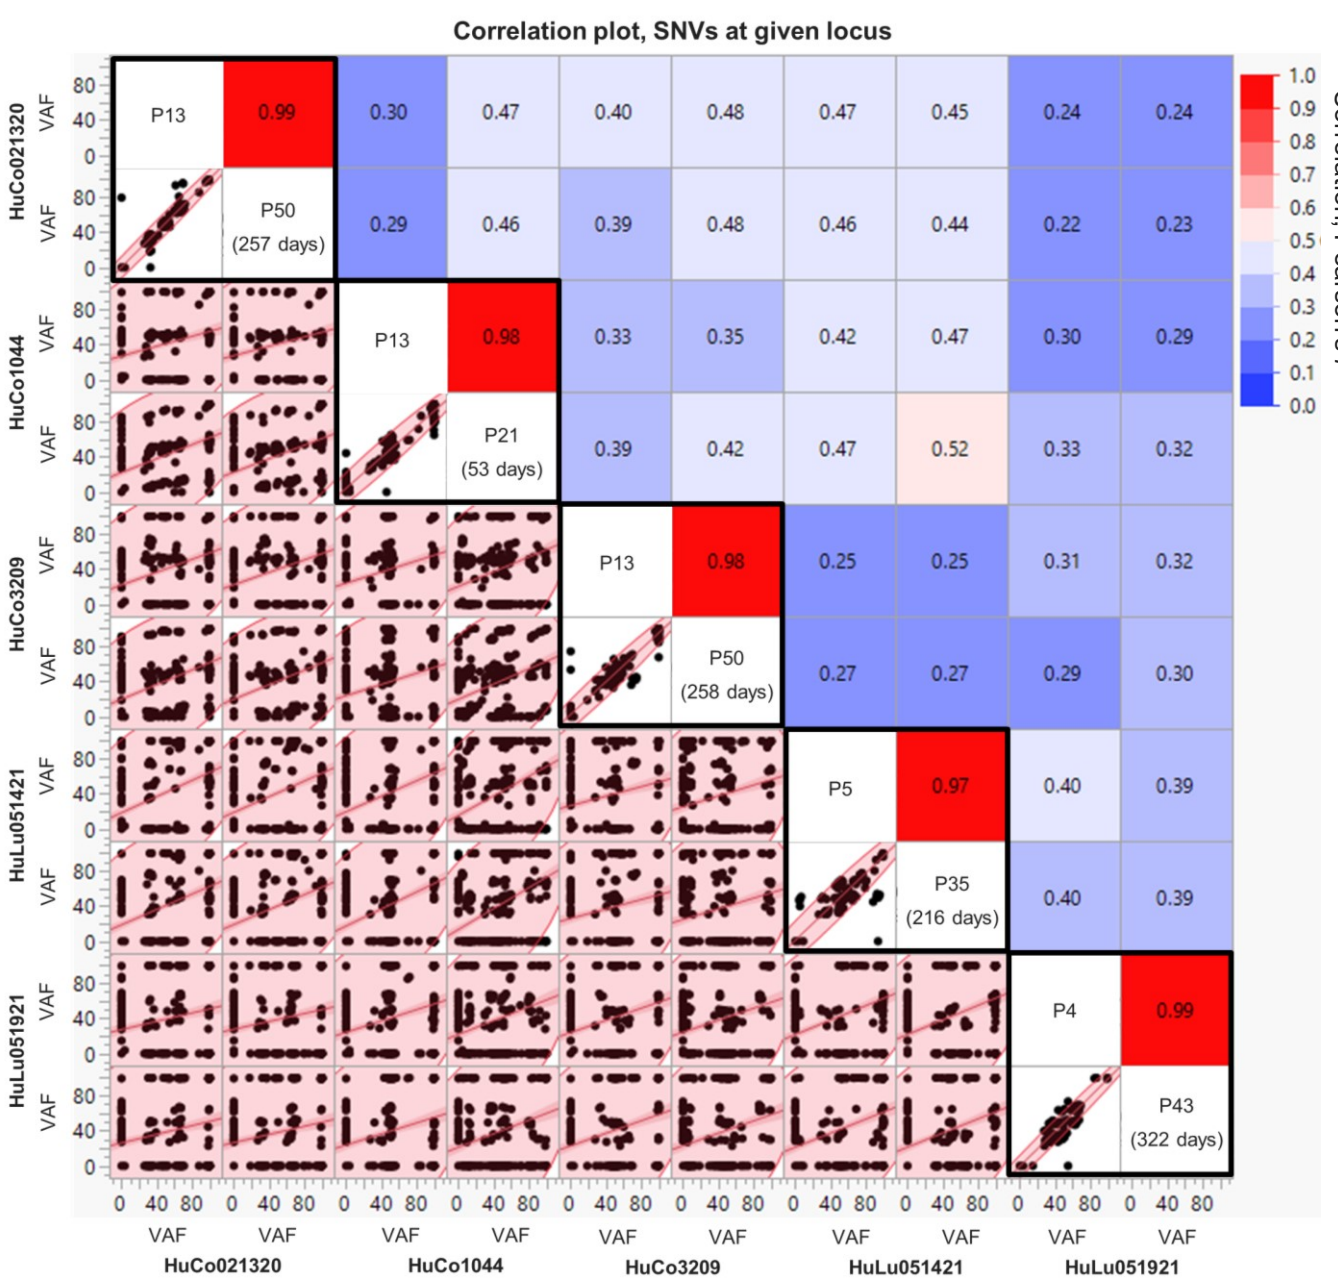 Correlation plot, SNVs at given locus
HuCo021320
VAF
80
40
0
P13
0.99
0.30
0.47
0.40
0.48
0.47
0.45
0.24
0.24
VAF
80
40
0
P50
(257 days)
0.29
0.46
0.39
0.48
0.46
0.44
0.22
0.23
HuCo1044
VAF
80
40
0
P13
0.98
0.33
0.35
0.42
0.47
0.30
0.29
VAF
80
40
0
P21
(53 days)
0.39
0.42
0.47
0.52
0.33
0.32
HuCo3209
VAF
80
40
0
P13
0.98
0.25
0.25
0.31
0.32
VAF
80
40
0
P50
(258 days)
0.27
0.27
0.29
0.30
HuLu051421
VAF
80
40
0
P5
0.97
0.40
0.39
VAF
80
40
0
P35
(216 days)
0.40
0.39
HuLu051921
VAF
80
40
0
P4
0.99
VAF
80
40
0
P43
(322 days)
0 40 80 0 40 80 0 40 80 0 40 80 0 40 80 0 40 80 0 40 80 0 40 80 0 40 80 0 40 80
VAF VAF VAF VAF VAF VAF VAF VAF VAF VAF
HuCo021320 HuCo1044 HuCo3209 HuLu051421 HuLu051921
1.0
0.9
0.8
0.7
0.6
0.5
0.4
0.3
0.2
0.1
0.0